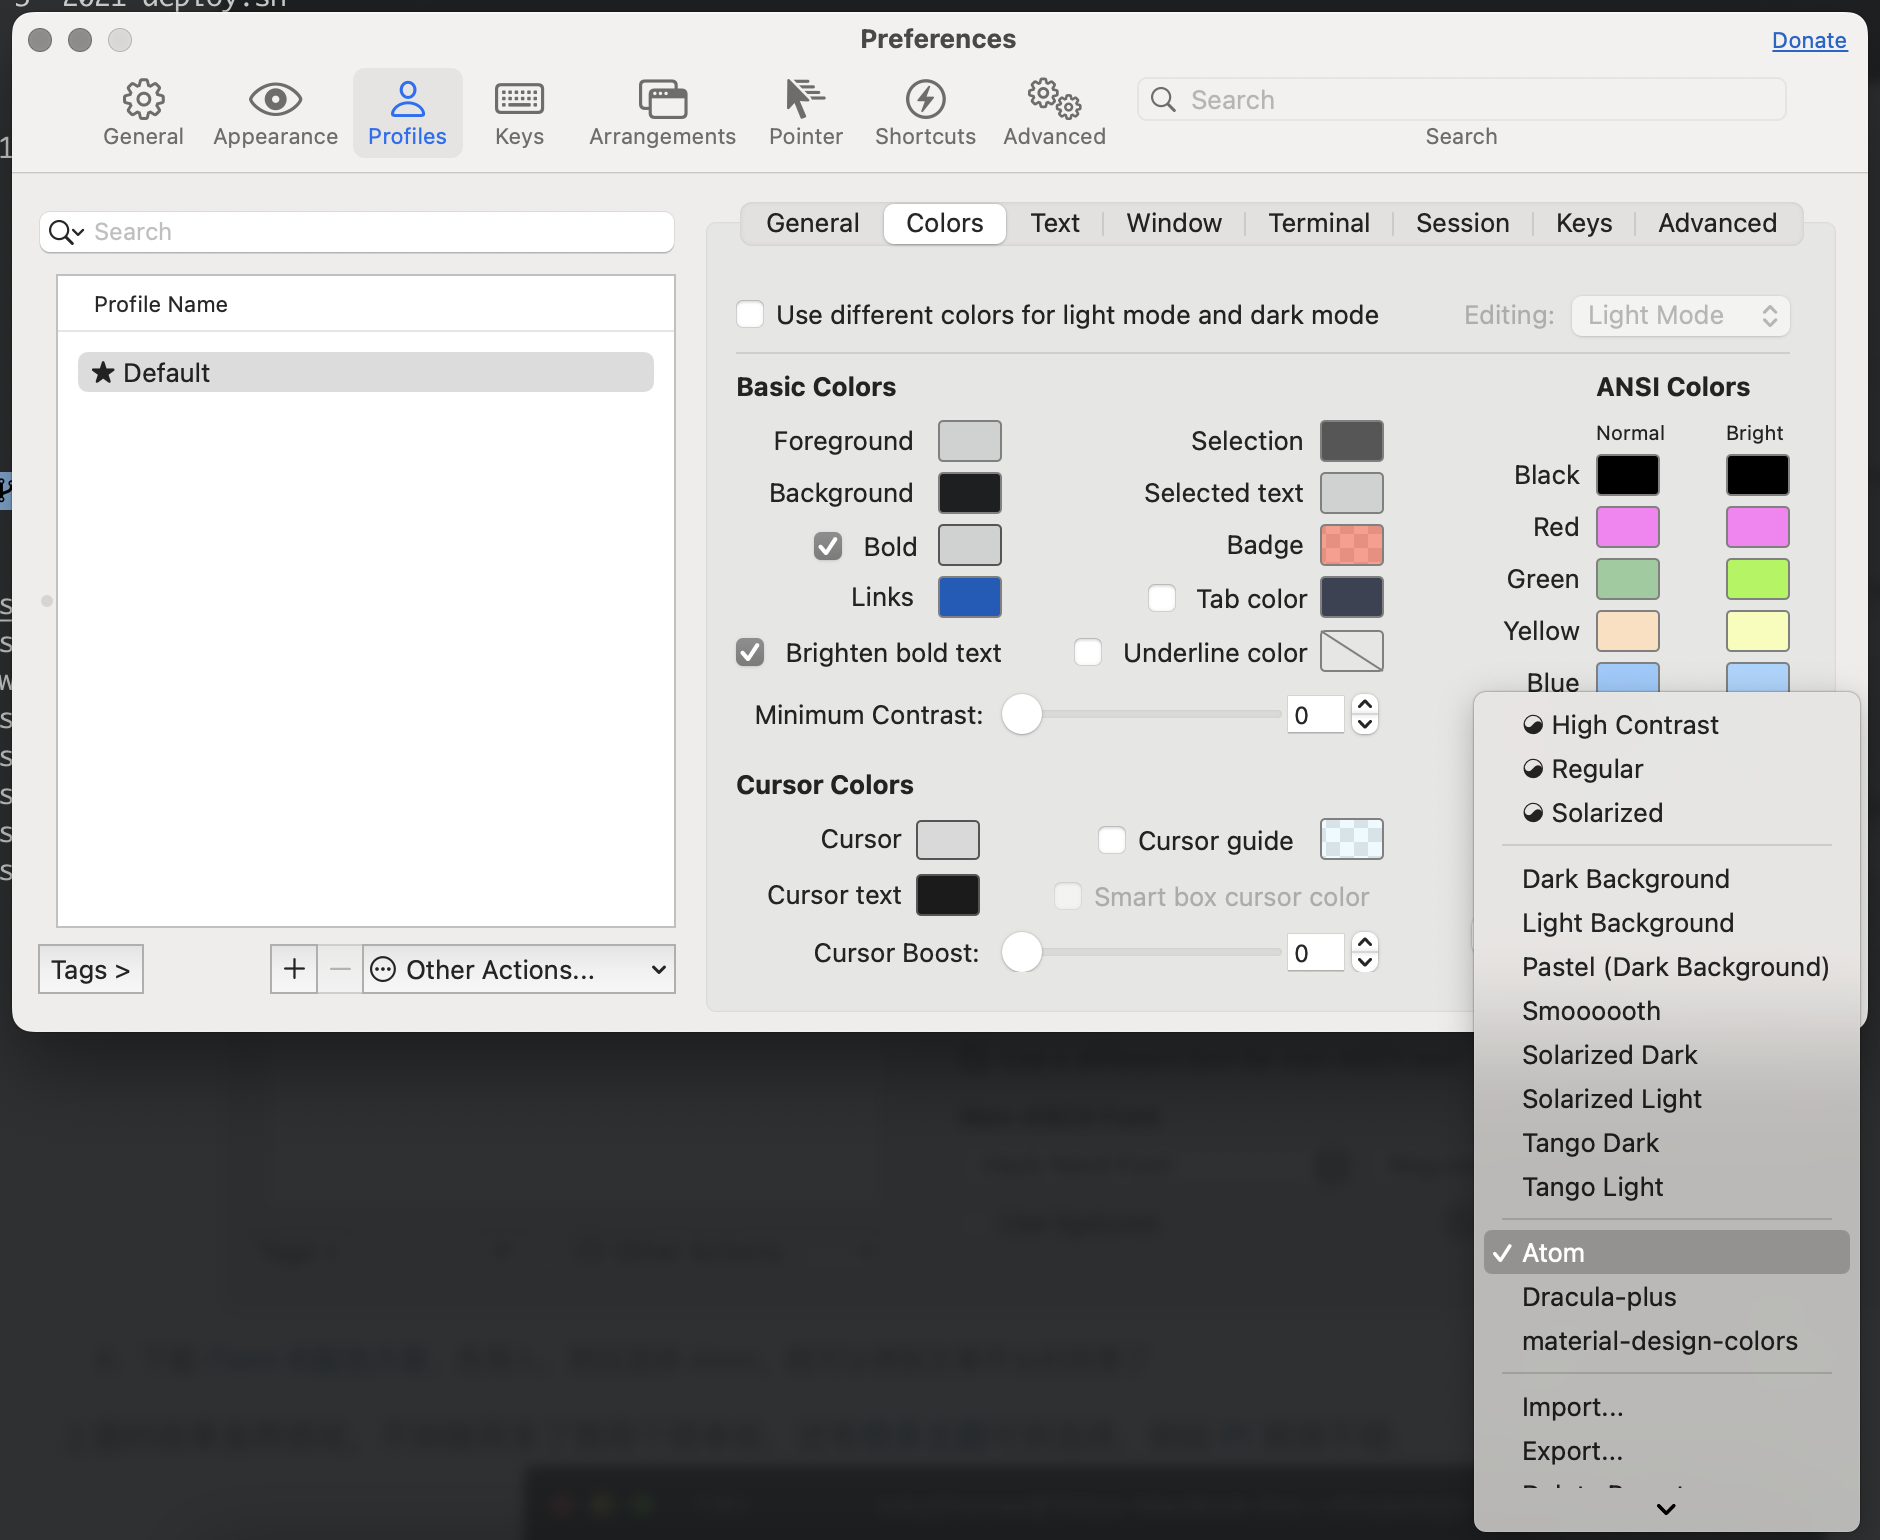 2021 deploy.sh
Preferences
Donate
General
Appearance
Profiles
Keys
Arrangements
Pointer
Shortcuts
Advanced
Search
Search
Search
Profile Name
★ Default
Tags >
+
−
Other Actions...
General
Colors
Text
Window
Terminal
Session
Keys
Advanced
Use different colors for light mode and dark mode
Editing:
Light Mode
Basic Colors
Foreground
Background
Bold
Links
Brighten bold text
Selection
Selected text
Badge
Tab color
Underline color
Minimum Contrast:
0
Cursor Colors
Cursor
Cursor text
Cursor guide
Smart box cursor color
Cursor Boost:
0
ANSI Colors
Normal
Bright
Black
Red
Green
Yellow
Blue
High Contrast
Regular
Solarized
Dark Background
Light Background
Pastel (Dark Background)
Smoooooth
Solarized Dark
Solarized Light
Tango Dark
Tango Light
✓ Atom
Dracula-plus
material-design-colors
Import...
Export...